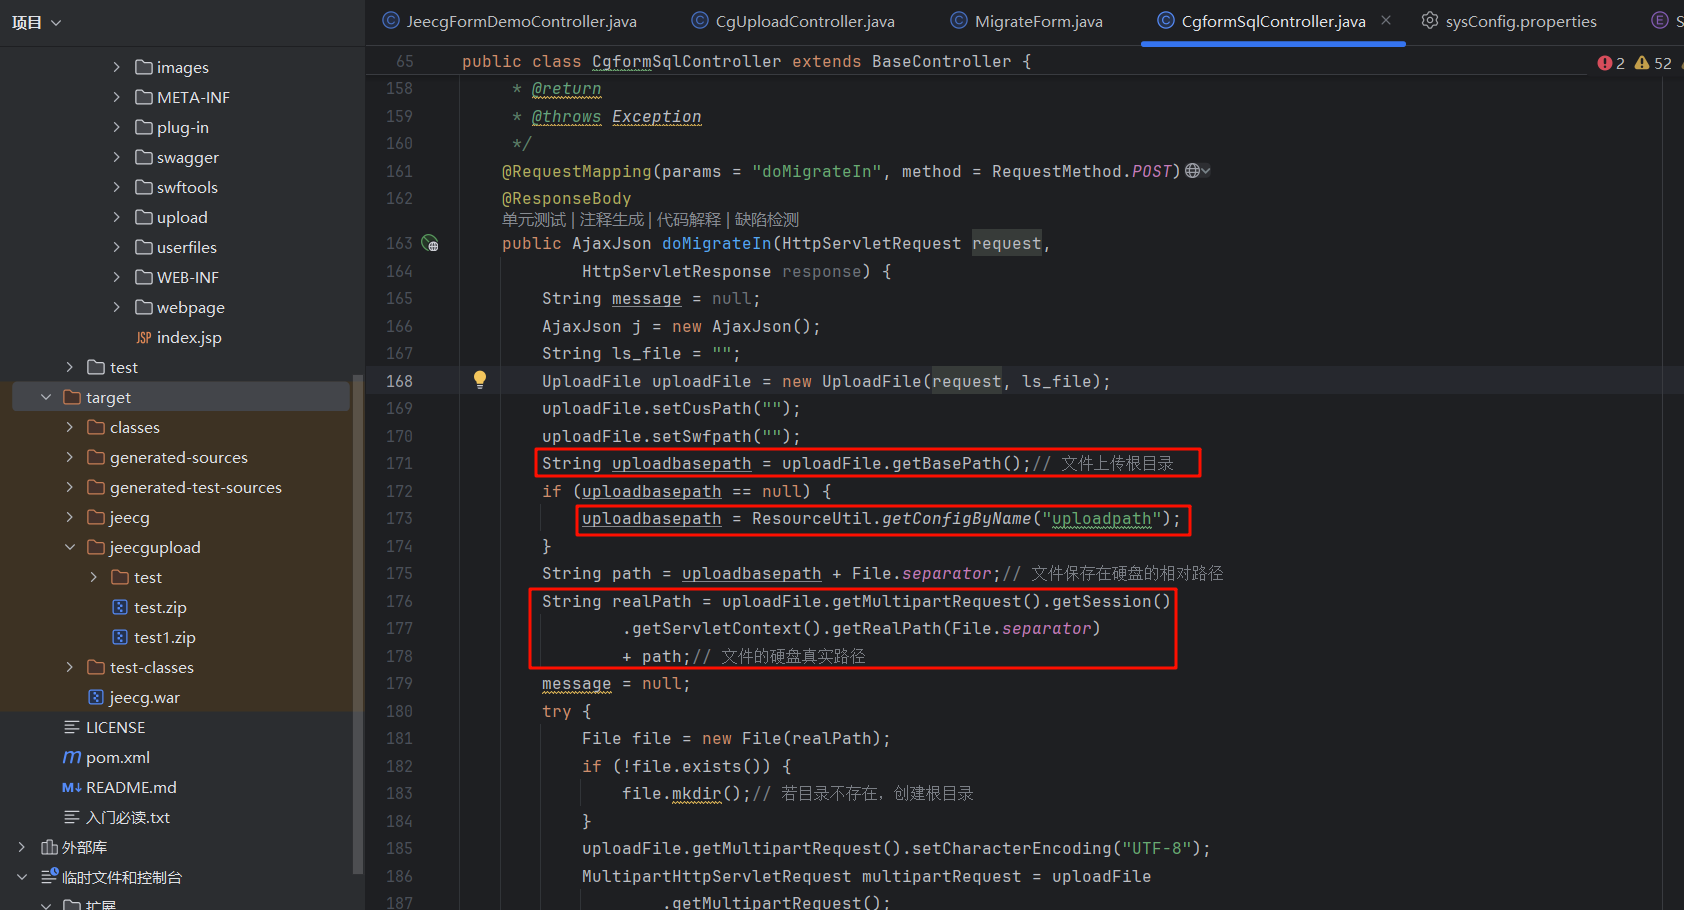 项目
JeecgFormDemoController.java
CgUploadController.java
MigrateForm.java
CgformSqlController.java
sysConfig.properties
images
META-INF
plug-in
swagger
swftools
upload
userfiles
WEB-INF
webpage
JSP index.jsp
test
target
classes
generated-sources
generated-test-sources
jeecg
jeecgupload
test
test.zip
test1.zip
test-classes
jeecg.war
LICENSE
m pom.xml
M↓ README.md
入门必读.txt
外部库
临时文件和控制台
扩展
2 52
65 public class CgformSqlController extends BaseController {
158 * @return
159 * @throws Exception
160 */
161 @RequestMapping(params = "doMigrateIn", method = RequestMethod.POST)
162 @ResponseBody
单元测试 | 注释生成 | 代码解释 | 缺陷检测
163 public AjaxJson doMigrateIn(HttpServletRequest request,
164 HttpServletResponse response) {
165 String message = null;
166 AjaxJson j = new AjaxJson();
167 String ls_file = "";
168 UploadFile uploadFile = new UploadFile(request, ls_file);
169 uploadFile.setCusPath("");
170 uploadFile.setSwfpath("");
171 String uploadbasepath = uploadFile.getBasePath();// 文件上传根目录
172 if (uploadbasepath == null) {
173 uploadbasepath = ResourceUtil.getConfigByName("uploadpath");
174 }
175 String path = uploadbasepath + File.separator;// 文件保存在硬盘的相对路径
176 String realPath = uploadFile.getMultipartRequest().getSession()
177 .getServletContext().getRealPath(File.separator)
178 + path;// 文件的硬盘真实路径
179 message = null;
180 try {
181 File file = new File(realPath);
182 if (!file.exists()) {
183 file.mkdir();// 若目录不存在，创建根目录
184 }
185 uploadFile.getMultipartRequest().setCharacterEncoding("UTF-8");
186 MultipartHttpServletRequest multipartRequest = uploadFile
187 .getMultipartRequest();